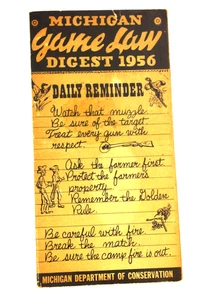 MICHIGAN
Game Law
DIGEST 1956
DAILY REMINDER
Watch that muzzle
Be sure of the target
Treat every gun with
respect.
Ask the farmer first
Protect the farmers
property
Remember the Golden
Rule
Be careful with fire
Break the match.
Be sure the camp fire is out.
MICHIGAN DEPARTMENT OF CONSERVATION